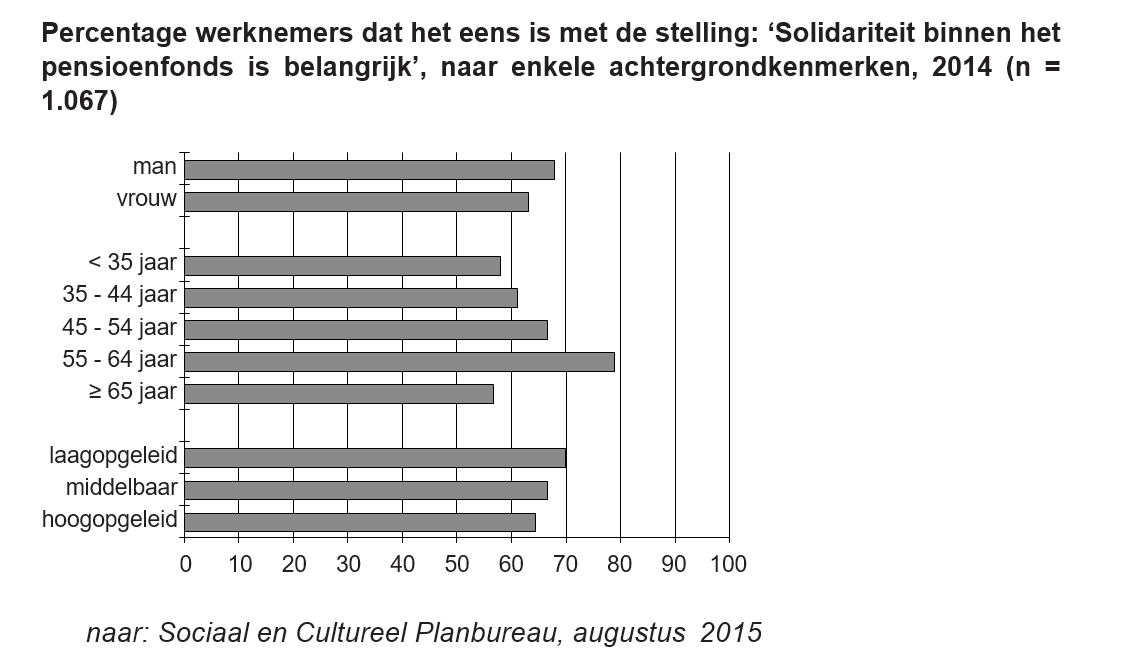 Percentage werknemers dat het eens is met de stelling: ‘Solidariteit binnen het
pensioenfonds is belangrijk’, naar enkele achtergrondkenmerken, 2014 (n =
1.067)
man
vrouw
< 35 jaar
35 - 44 jaar
45 - 54 jaar
55 - 64 jaar
≥ 65 jaar
laagopgeleid
middelbaar
hoogopgeleid
0 10 20 30 40 50 60 70 80 90 100
naar: Sociaal en Cultureel Planbureau, augustus 2015